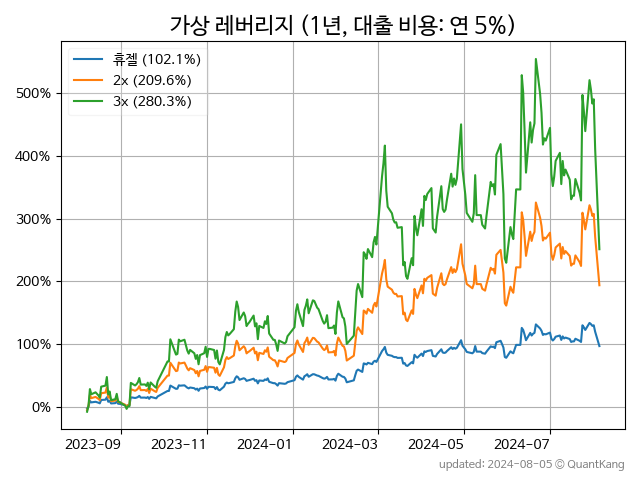 가상 레버리지 (1년, 대출 비용: 연 5%)
휴젤 (102.1%)
2x (209.6%)
3x (280.3%)
500%
400%
300%
200%
100%
0%
2023-09 2023-11 2024-01 2024-03 2024-05 2024-07
updated: 2024-08-05 © QuantKang